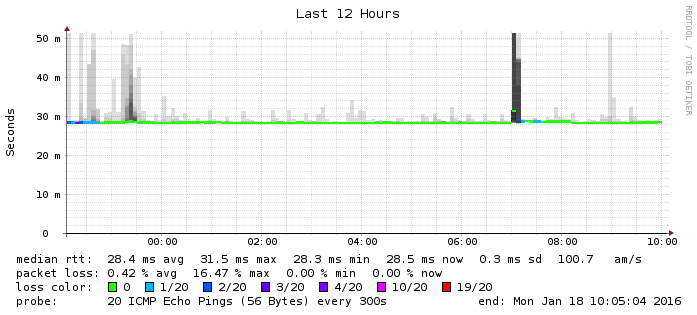 Last 12 Hours
RRDTOOL / TOBI OETIKER
Seconds
50 m
40 m
30 m
20 m
10 m
0
00:00 02:00 04:00 06:00 08:00 10:00
median rtt: 28.4 ms avg 31.5 ms max 28.3 ms min 28.5 ms now 0.3 ms sd 100.7 am/s
packet loss: 0.42 % avg 16.47 % max 0.00 % min 0.00 % now
loss color: 0 1/20 2/20 3/20 4/20 10/20 19/20
probe: 20 ICMP Echo Pings (56 Bytes) every 300s end: Mon Jan 18 10:05:04 2016